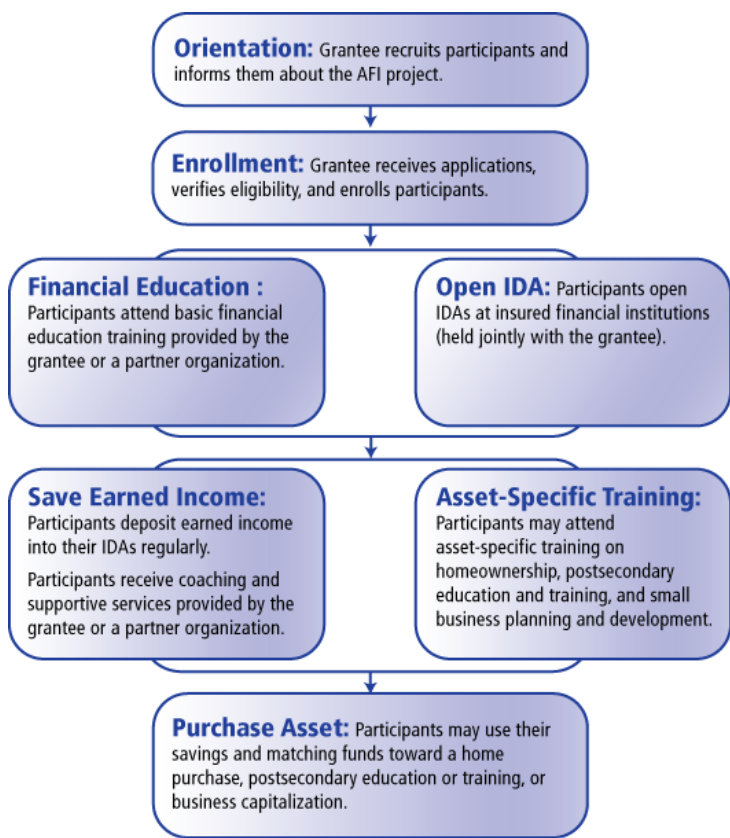 Orientation: Grantee recruits participants and
informs them about the AFI project.
Enrollment: Grantee receives applications,
verifies eligibility, and enrolls participants.
Financial Education :
Participants attend basic financial
education training provided by the
grantee or a partner organization.
Open IDA: Participants open
IDAs at insured financial institutions
(held jointly with the grantee).
Save Earned Income:
Participants deposit earned income
into their IDAs regularly.
Participants receive coaching and
supportive services provided by the
grantee or a partner organization.
Asset-Specific Training:
Participants may attend
asset-specific training on
homeownership, postsecondary
education and training, and small
business planning and development.
Purchase Asset: Participants may use their
savings and matching funds toward a home
purchase, postsecondary education or training, or
business capitalization.